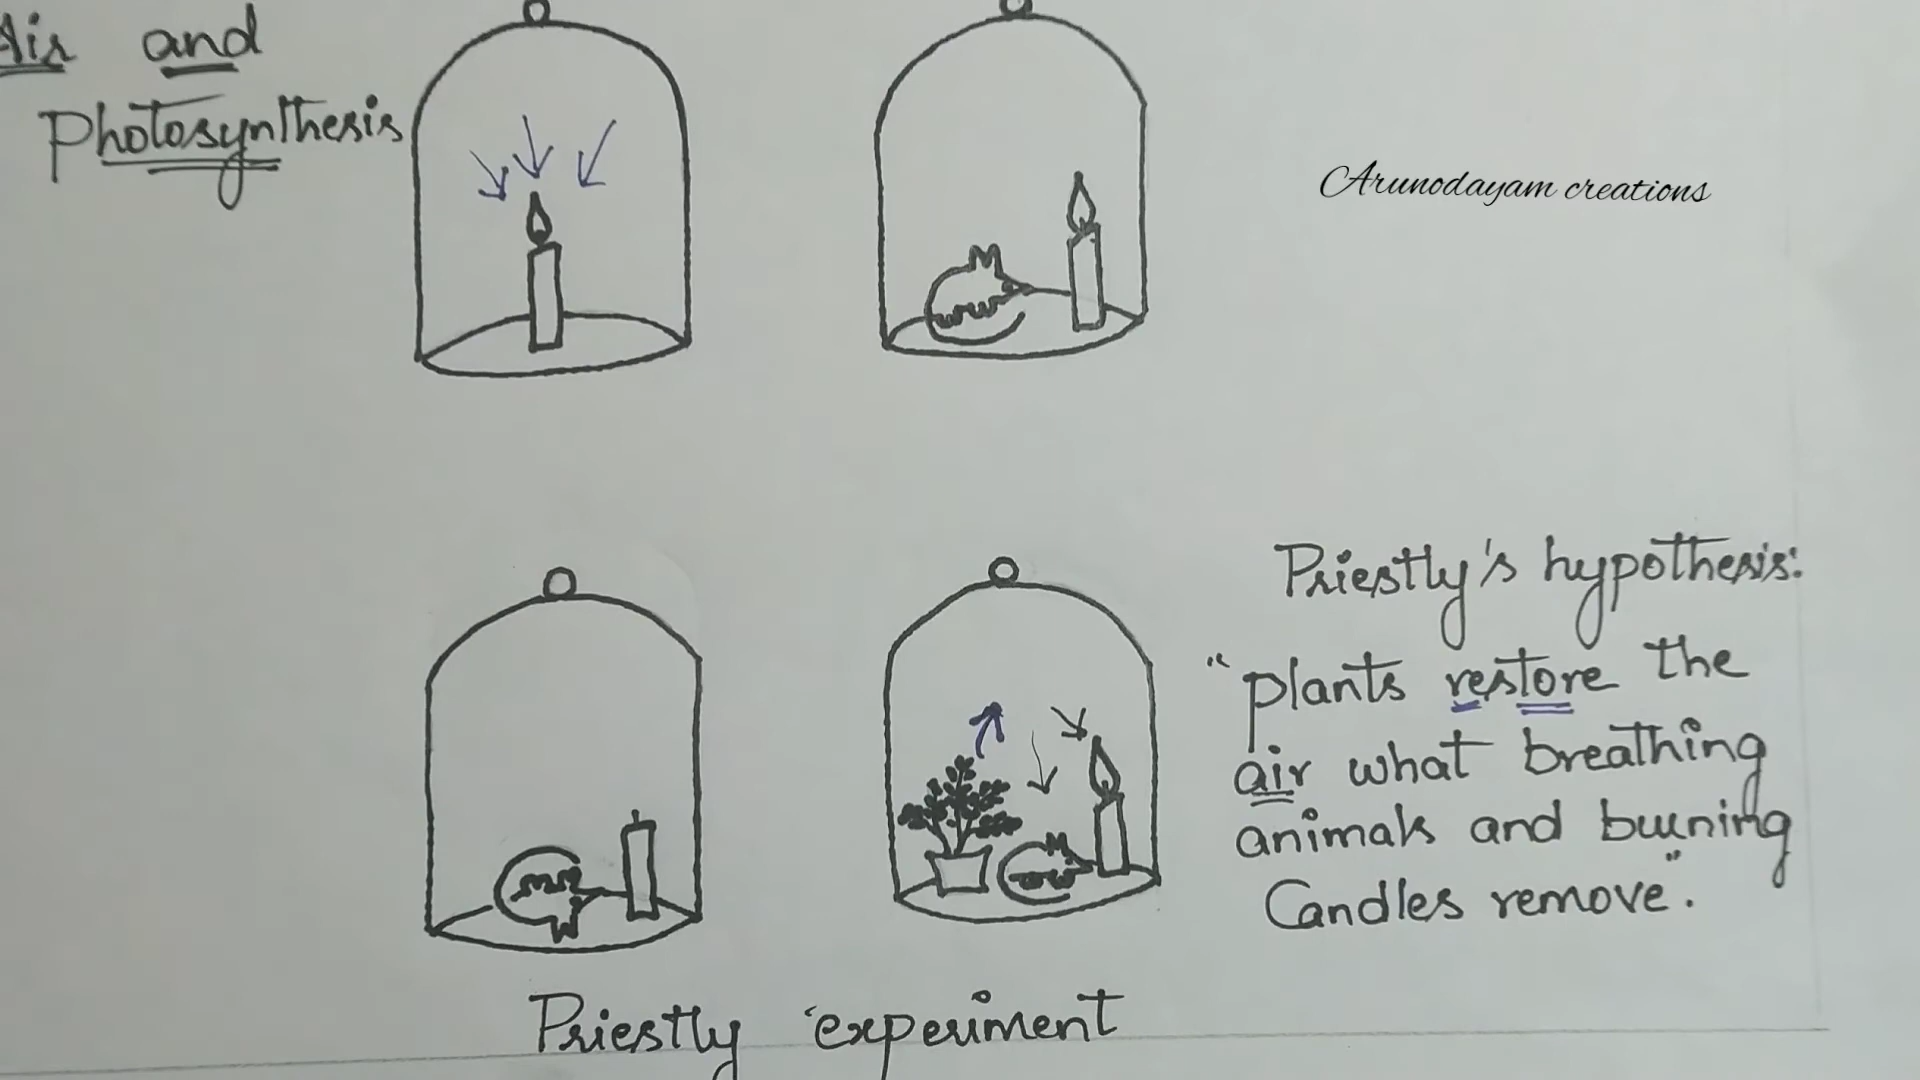 Air and
Photosynthesis
Arunodayam creations
Priestly's hypothesis:
"plants restore the
air what breathing
animals and burning
Candles remove".
Priestly experiment